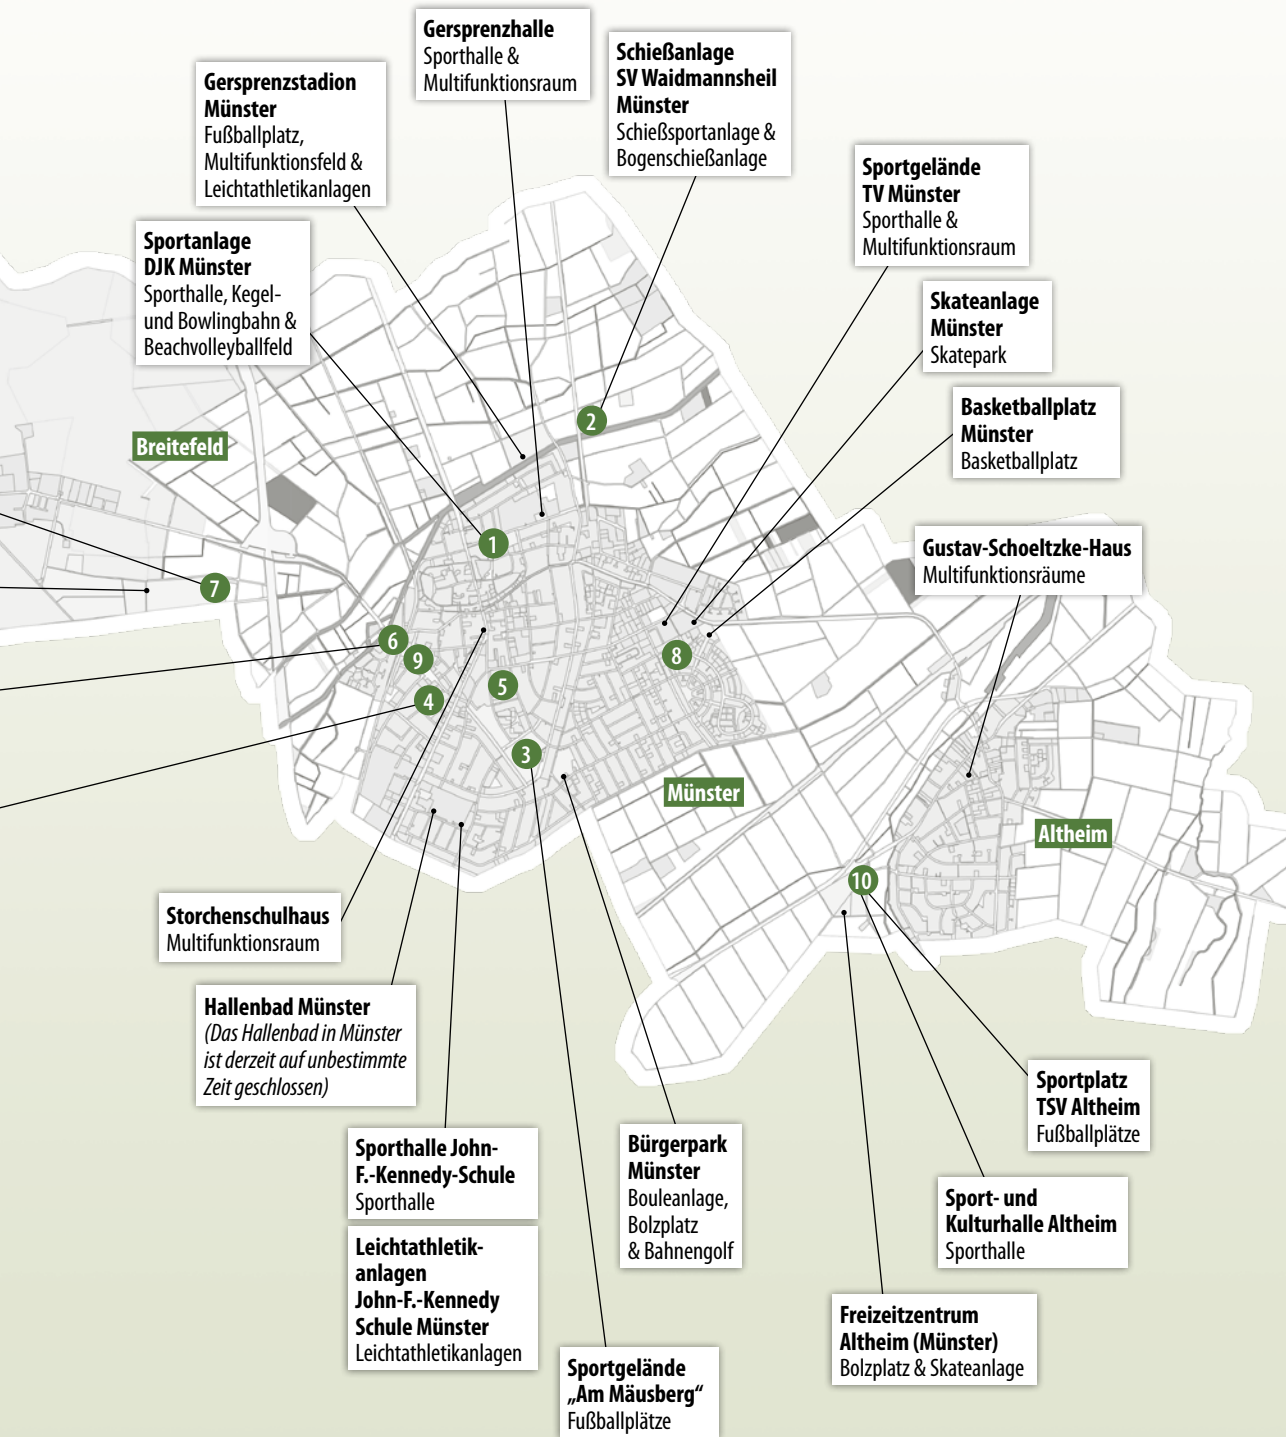 Gersprenzhalle
Sporthalle &
Multifunktionsraum
Schießanlage
SV Waidmannsheil
Münster
Schießsportanlage &
Bogenschießanlage
Gersprenzstadion
Münster
Fußballplatz,
Multifunktionsfeld &
Leichtathletikanlagen
Sportgelände
TV Münster
Sporthalle &
Multifunktionsraum
Sportanlage
DJK Münster
Sporthalle, Kegel-
und Bowlingbahn &
Beachvolleyballfeld
Skateanlage
Münster
Skatepark
Basketballplatz
Münster
Basketballplatz
2
Breitefeld
1
Gustav-Schoeltzke-Haus
Multifunktionsräume
7
6
9
8
5
4
3
Münster
Altheim
10
Storchenschulhaus
Multifunktionsraum
Hallenbad Münster
(Das Hallenbad in Münster
ist derzeit auf unbestimmte
Zeit geschlossen)
Sportplatz
TSV Altheim
Fußballplätze
Sporthalle John-
F.-Kennedy-Schule
Sporthalle
Bürgerpark
Münster
Bouleanlage,
Bolzplatz
& Bahnengolf
Sport- und
Kulturhalle Altheim
Sporthalle
Leichtathletik-
anlagen
John-F.-Kennedy
Schule Münster
Leichtathletikanlagen
Freizeitzentrum
Altheim (Münster)
Bolzplatz & Skateanlage
Sportgelände
„Am Mäusberg“
Fußballplätze